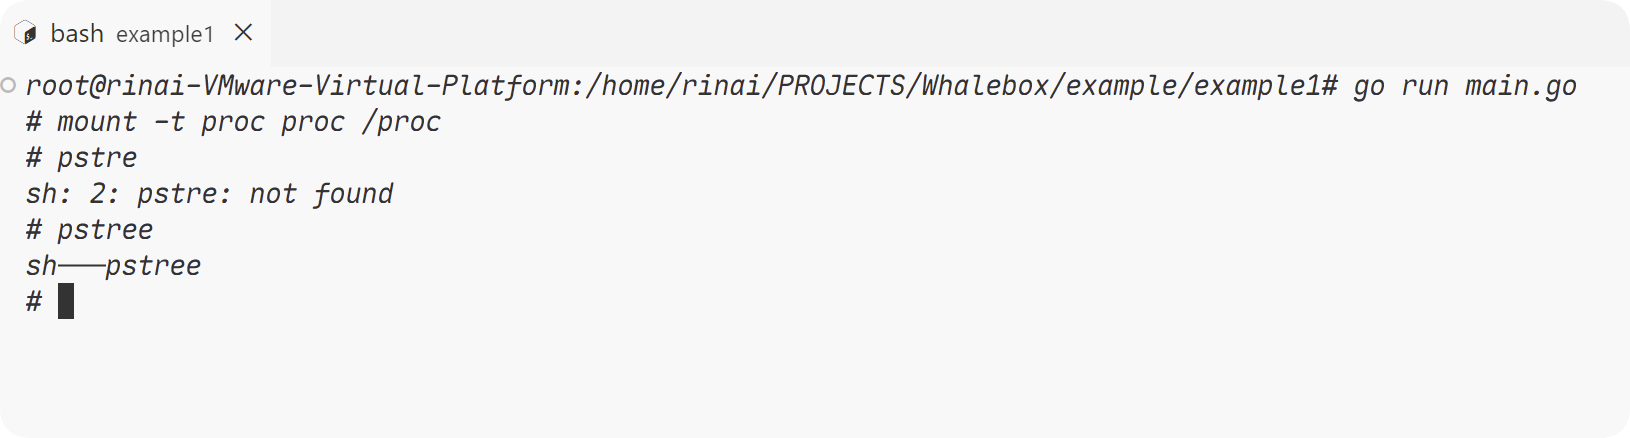 bash example1
root@rinai-VMware-Virtual-Platform:/home/rinai/PROJECTS/Whalebox/example/example1# go run main.go
# mount -t proc proc /proc
# pstre
sh: 2: pstre: not found
# pstree
sh───pstree
#